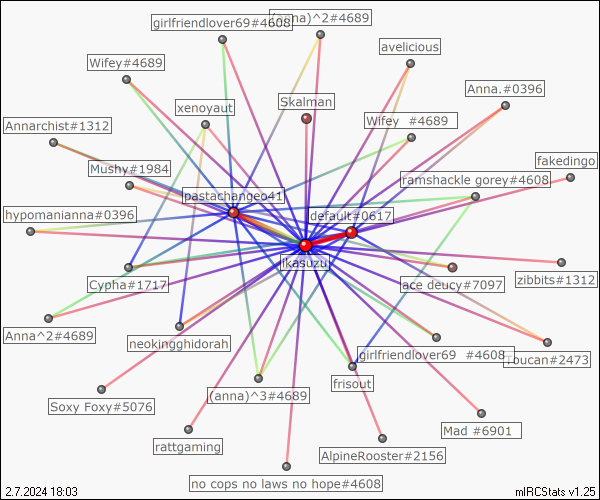 girlfriendlover69#4608
(anna)^2#4689
avelicious
Wifey#4689
Anna.#0396
xenoyaut
Skalman
Annarchist#1312
Wifey #4689
fakedingo
Mushy#1984
ramshackle gorey#4608
pastachangeo41
hypomanianna#0396
default#0617
ikasuzu
Cypha#1717
ace deucy#7097
zibbits#1312
Anna^2#4689
neokingghidorah
girlfriendlover69 #4608
Toucan#2473
frisout
(anna)^3#4689
Soxy Foxy#5076
Mad #6901
rattgaming
AlpineRooster#2156
no cops no laws no hope#4608
2.7.2024 18:03
mIRCStats v1.25